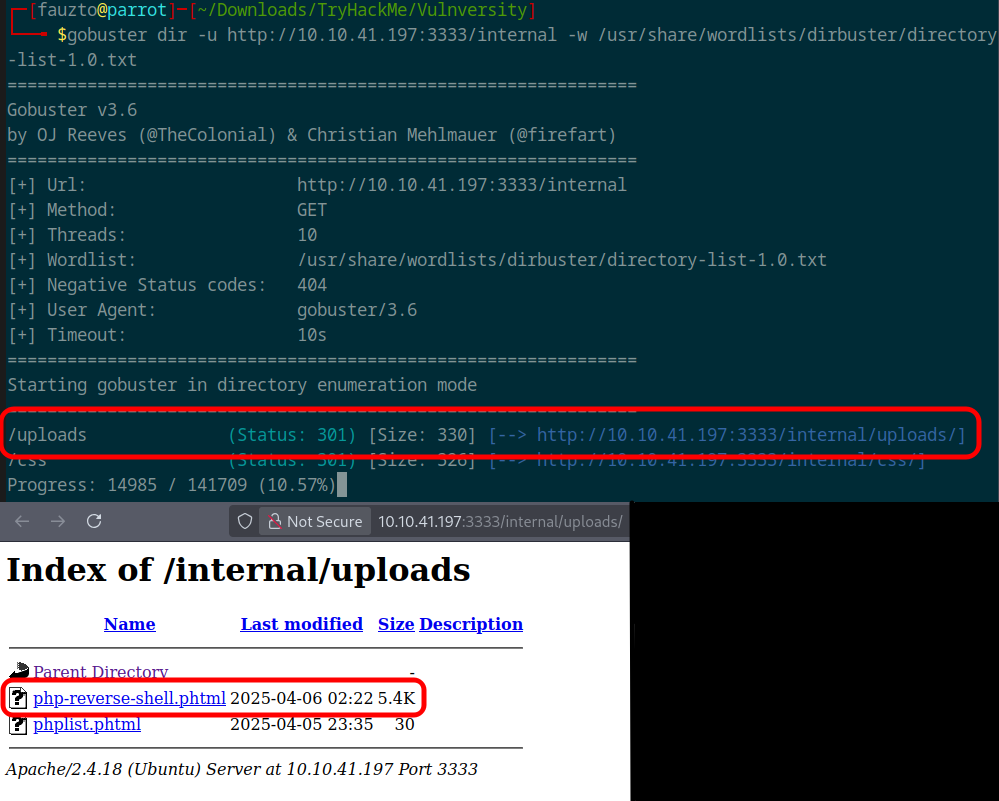 [fauzto@parrot]-[~/Downloads/TryHackMe/Vulnversity]
$gobuster dir -u http://10.10.41.197:3333/internal -w /usr/share/wordlists/dirbuster/directory
-list-1.0.txt
===============================================================
Gobuster v3.6
by OJ Reeves (@TheColonial) & Christian Mehlmauer (@firefart)
===============================================================
[+] Url:                     http://10.10.41.197:3333/internal
[+] Method:                  GET
[+] Threads:                 10
[+] Wordlist:                /usr/share/wordlists/dirbuster/directory-list-1.0.txt
[+] Negative Status codes:   404
[+] User Agent:              gobuster/3.6
[+] Timeout:                 10s
===============================================================
Starting gobuster in directory enumeration mode
===============================================================
/uploads              (Status: 301) [Size: 330] [--> http://10.10.41.197:3333/internal/uploads/]
/css                  (Status: 301) [Size: 326] [--> http://10.10.41.197:3333/internal/css/]
Progress: 14985 / 141709 (10.57%)
Not Secure 10.10.41.197:3333/internal/uploads/
Index of /internal/uploads
Name Last modified Size Description
Parent Directory -
php-reverse-shell.phtml 2025-04-06 02:22 5.4K
phplist.phtml 2025-04-05 23:35 30
Apache/2.4.18 (Ubuntu) Server at 10.10.41.197 Port 3333